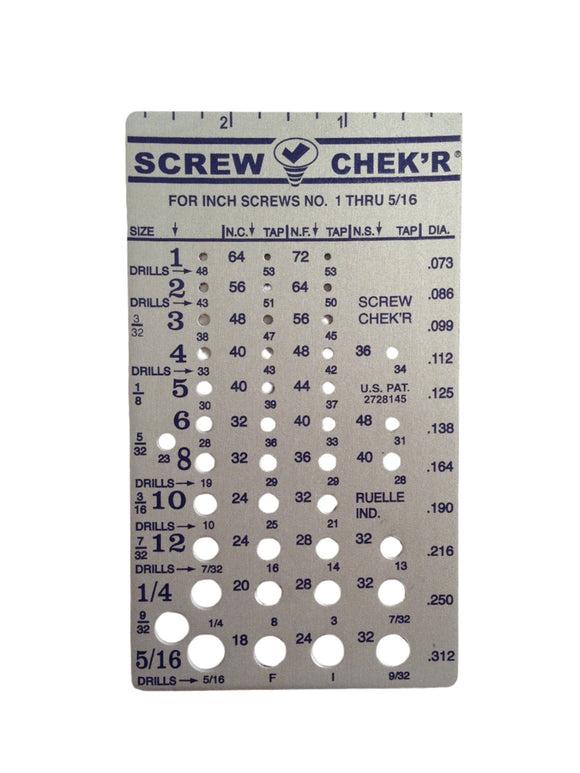 2 1
SCREW CHEK'R®
FOR INCH SCREWS NO. 1 THRU 5/16
SIZE ↓ N.C.↓ TAP N.F.↓ TAP N.S.↓ TAP DIA.
1 64 72 .073
DRILLS → 48 53 53
2 56 64 .086
DRILLS → 43 51 50 SCREW
3/32 3 48 56 CHEK'R .099
38 47 45
4 40 48 36 .112
DRILLS → 33 43 42 34
1/8 5 40 44 U.S. PAT. .125
30 39 37 2728145
6 32 40 48 .138
5/32 28 36 33 31
23 8 32 36 40 .164
DRILLS → 19 29 29 28
3/16 10 24 32 RUELLE .190
IND.
DRILLS → 10 25 21
7/32 12 24 28 32 .216
DRILLS → 7/32 16 14 13
1/4 20 28 32 .250
9/32 1/4 8 3 7/32
5/16 18 24 32 .312
DRILLS → 5/16 F I 9/32